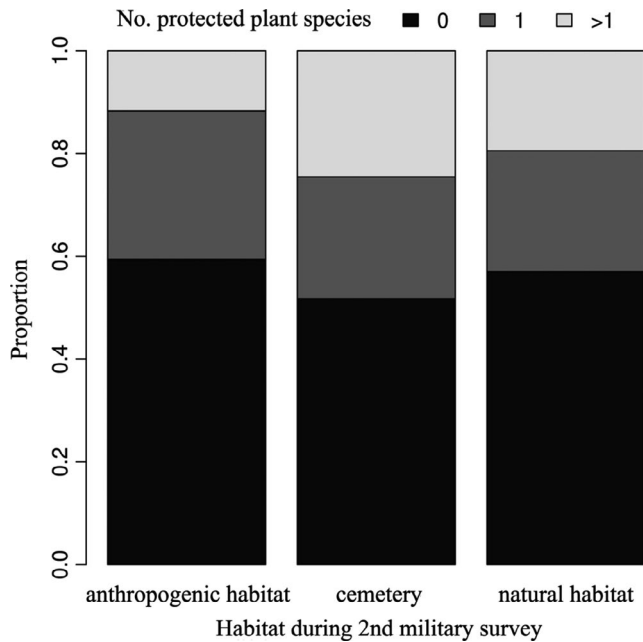 No. protected plant species 0 1 >1
1.0
0.8
0.6
0.4
0.2
0.0
Proportion
anthropogenic habitat cemetery natural habitat
Habitat during 2nd military survey